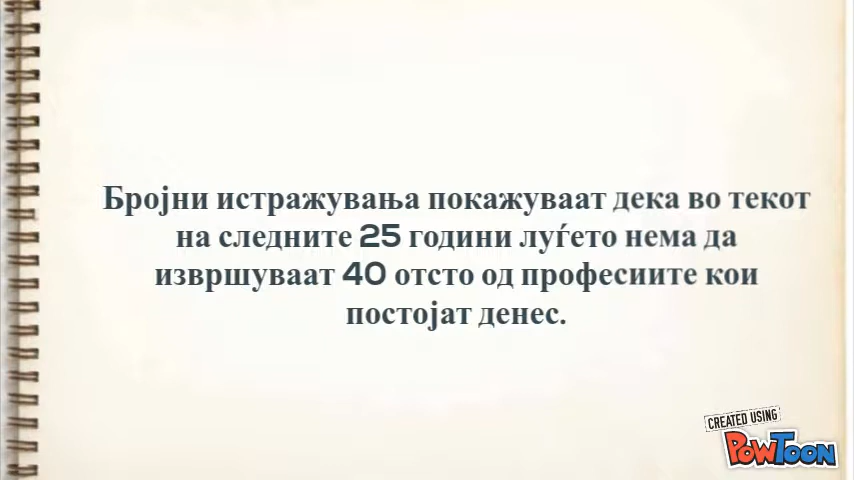 Бројни истражувања покажуваат дека во текот
на следните 25 години луѓето нема да
извршуваат 40 отсто од професиите кои
постојат денес.
CREATED USING
POWTOON